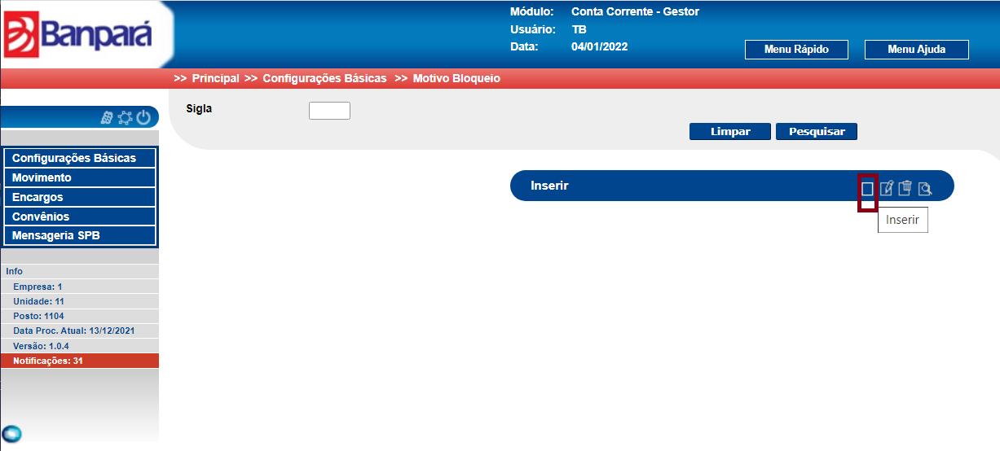 Banpará
Módulo: Conta Corrente - Gestor
Usuário: TB
Data: 04/01/2022
Menu Rápido
Menu Ajuda
>> Principal >> Configurações Básicas >> Motivo Bloqueio
Sigla
Limpar
Pesquisar
Configurações Básicas
Movimento
Encargos
Convênios
Mensageria SPB
Inserir
Inserir
Info
Empresa: 1
Unidade: 11
Posto: 1104
Data Proc. Atual: 13/12/2021
Versão: 1.0.4
Notificações: 31